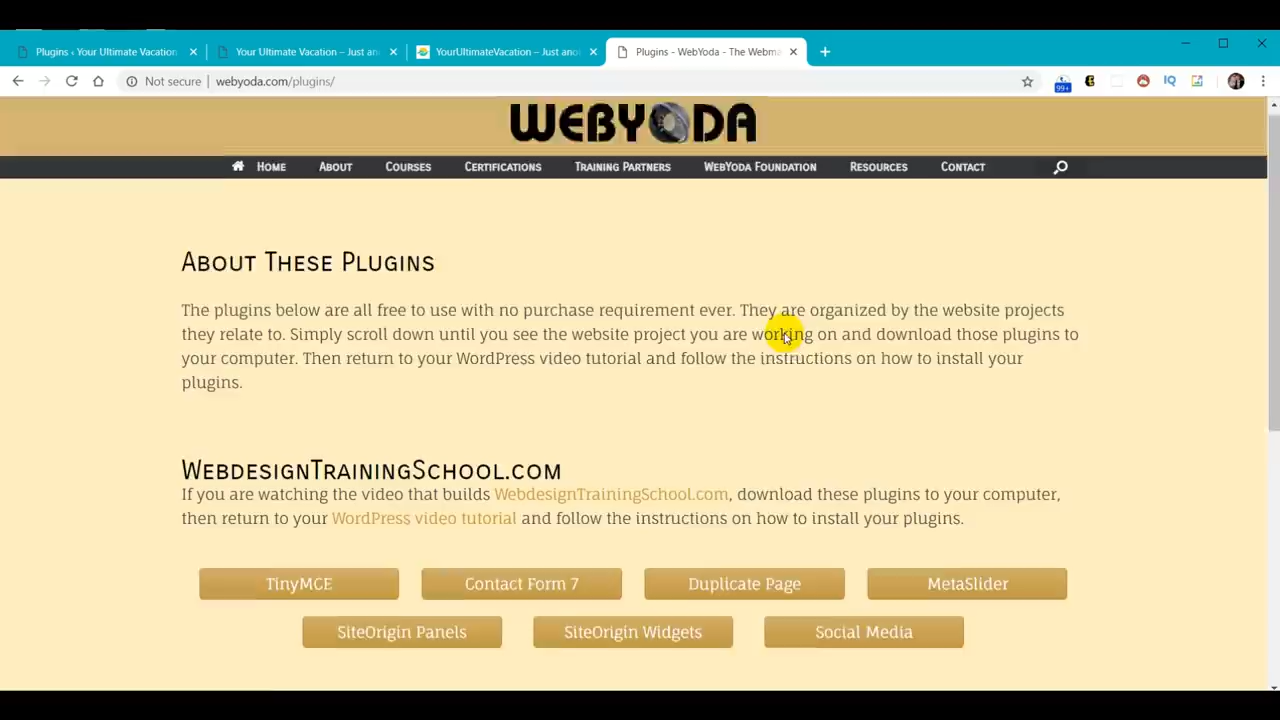 Plugins ‹ Your Ultimate Vacation
Your Ultimate Vacation – Just an
YourUltimateVacation – Just anot
Plugins - WebYoda - The Webma
Not secure | webyoda.com/plugins/
99+
IQ
WEBYODA
HOME ABOUT COURSES CERTIFICATIONS TRAINING PARTNERS WEBYODA FOUNDATION RESOURCES CONTACT
ABOUT THESE PLUGINS
The plugins below are all free to use with no purchase requirement ever. They are organized by the website projects
they relate to. Simply scroll down until you see the website project you are working on and download those plugins to
your computer. Then return to your WordPress video tutorial and follow the instructions on how to install your
plugins.
WEBDESIGNTRAININGSCHOOL.COM
If you are watching the video that builds WebdesignTrainingSchool.com, download these plugins to your computer,
then return to your WordPress video tutorial and follow the instructions on how to install your plugins.
TinyMCE Contact Form 7 Duplicate Page MetaSlider
SiteOrigin Panels SiteOrigin Widgets Social Media